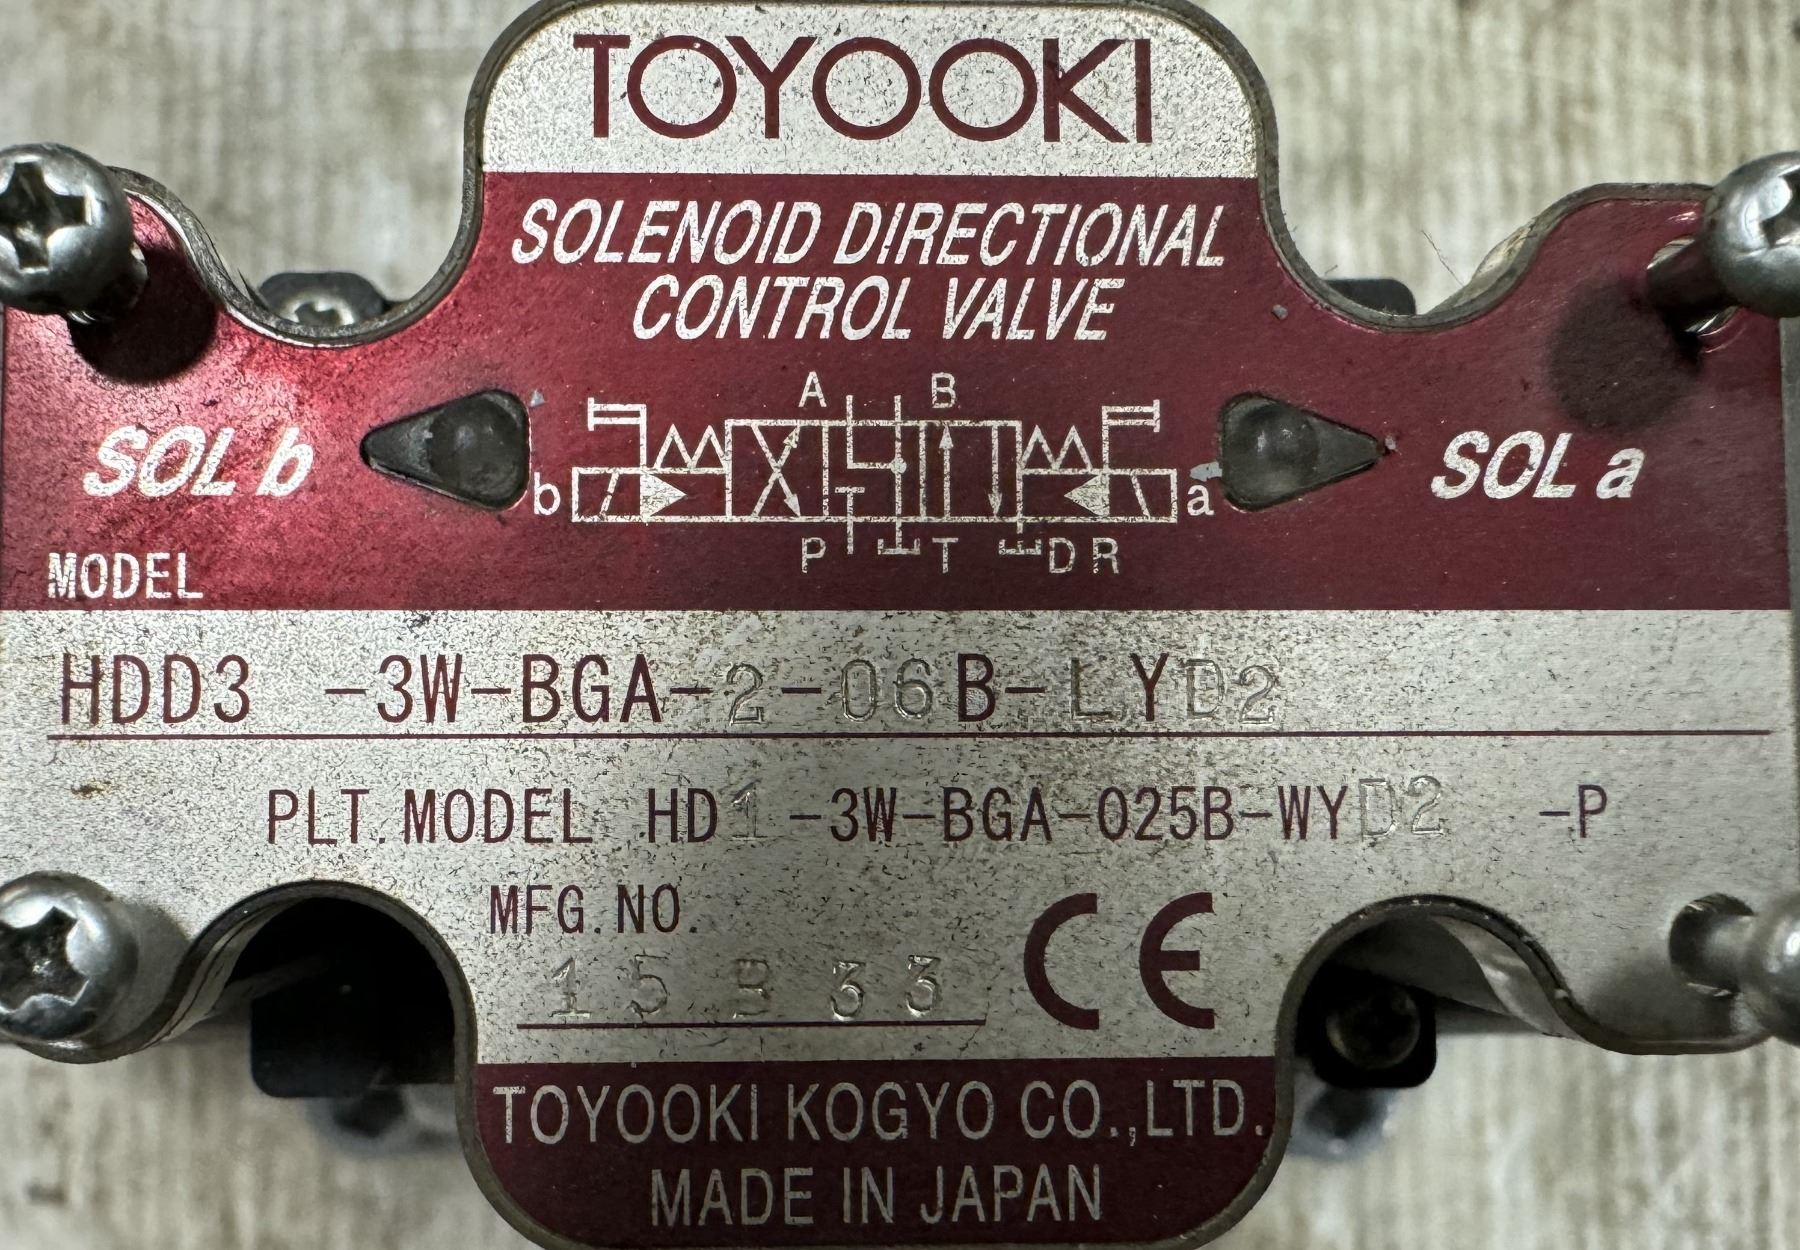 TOYOOKI
SOLENOID DIRECTIONAL
CONTROL VALVE
A B
SOL b b a SOL a
P T DR
MODEL
HDD3 -3W-BGA-2-06B-LYD2
PLT. MODEL HD1-3W-BGA-025B-WYD2 -P
MFG. NO.
CE
TOYOOKI KOGYO CO.,LTD.
MADE IN JAPAN